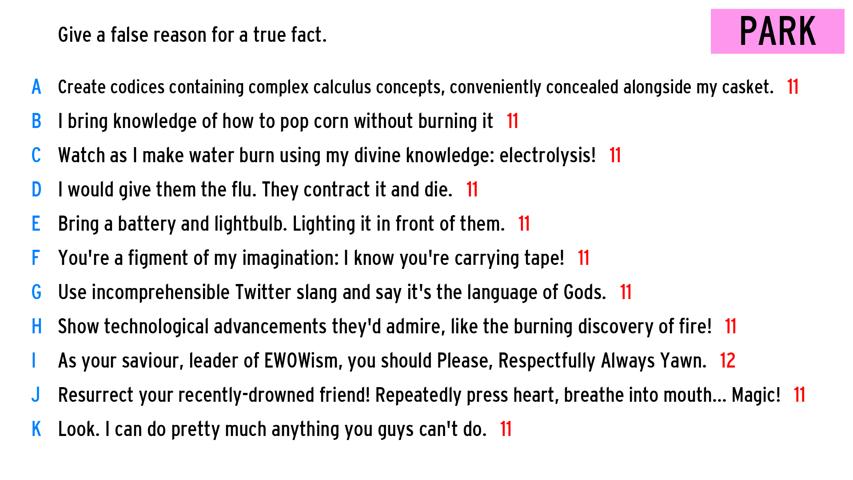 Give a false reason for a true fact.
PARK
A Create codices containing complex calculus concepts, conveniently concealed alongside my casket. 11
B I bring knowledge of how to pop corn without burning it 11
C Watch as I make water burn using my divine knowledge: electrolysis! 11
D I would give them the flu. They contract it and die. 11
E Bring a battery and lightbulb. Lighting it in front of them. 11
F You're a figment of my imagination: I know you're carrying tape! 11
G Use incomprehensible Twitter slang and say it's the language of Gods. 11
H Show technological advancements they'd admire, like the burning discovery of fire! 11
I As your saviour, leader of EWOWism, you should Please, Respectfully Always Yawn. 12
J Resurrect your recently-drowned friend! Repeatedly press heart, breathe into mouth... Magic! 11
K Look. I can do pretty much anything you guys can't do. 11